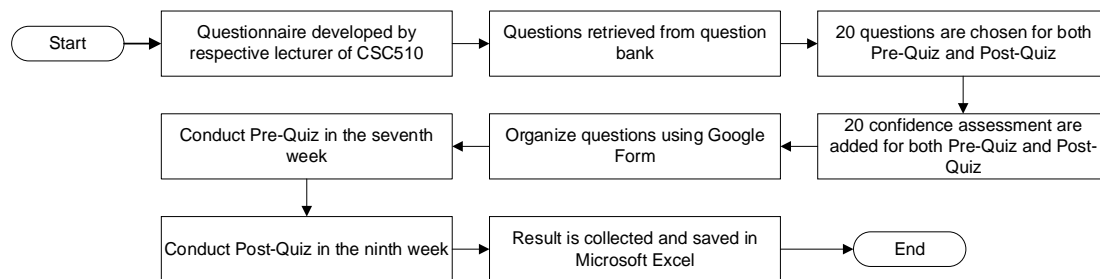 Start
Questionnaire developed by
respective lecturer of CSC510
Questions retrieved from question
bank
20 questions are chosen for both
Pre-Quiz and Post-Quiz
20 confidence assessment are
added for both Pre-Quiz and Post-
Quiz
Organize questions using Google
Form
Conduct Pre-Quiz in the seventh
week
Conduct Post-Quiz in the ninth week
Result is collected and saved in
Microsoft Excel
End